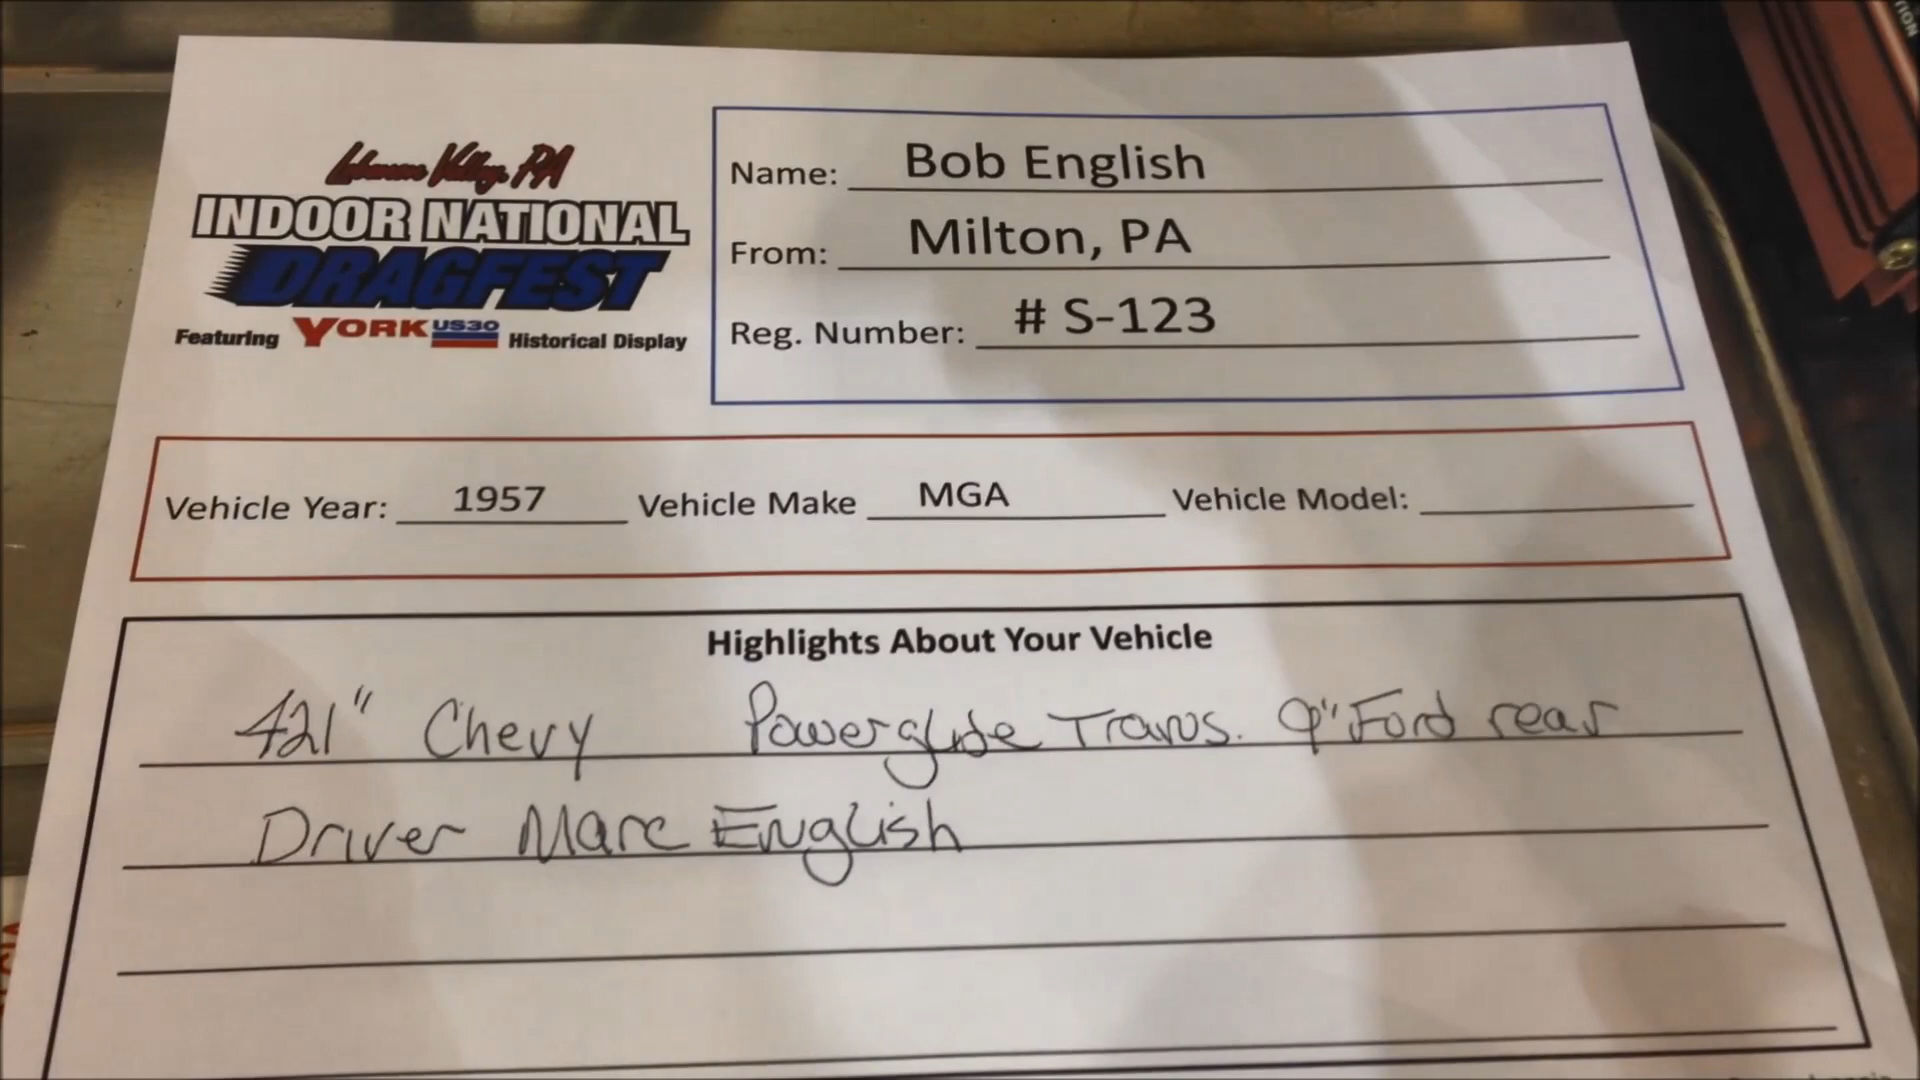 Lebanon Valley, PA
INDOOR NATIONAL
DRAGFEST
Featuring YORK US30 Historical Display
Name: Bob English
From: Milton, PA
Reg. Number: # S-123
Vehicle Year: 1957 Vehicle Make MGA Vehicle Model:
Highlights About Your Vehicle
421" Chevy Powerglide Trans. 9" Ford rear
Driver Marc English